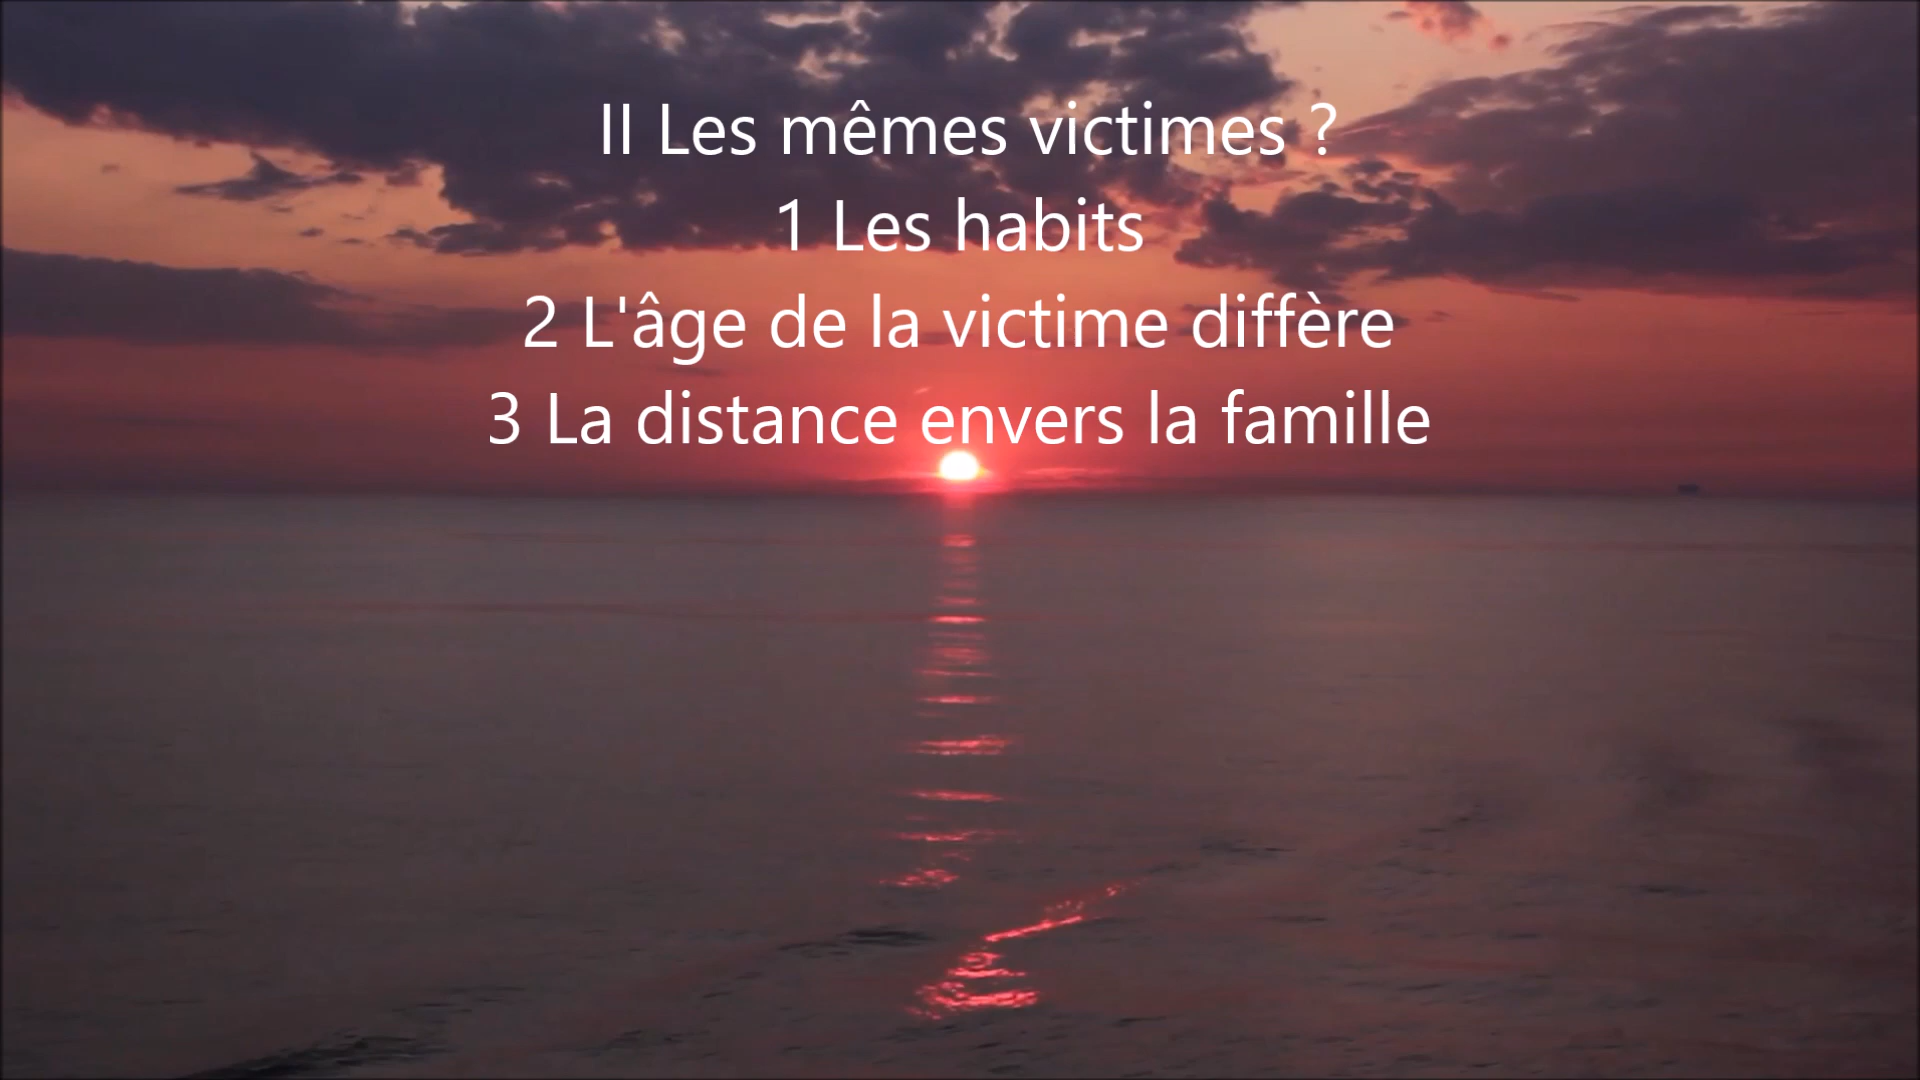 II Les mêmes victimes ?
1 Les habits
2 L'âge de la victime diffère
3 La distance envers la famille